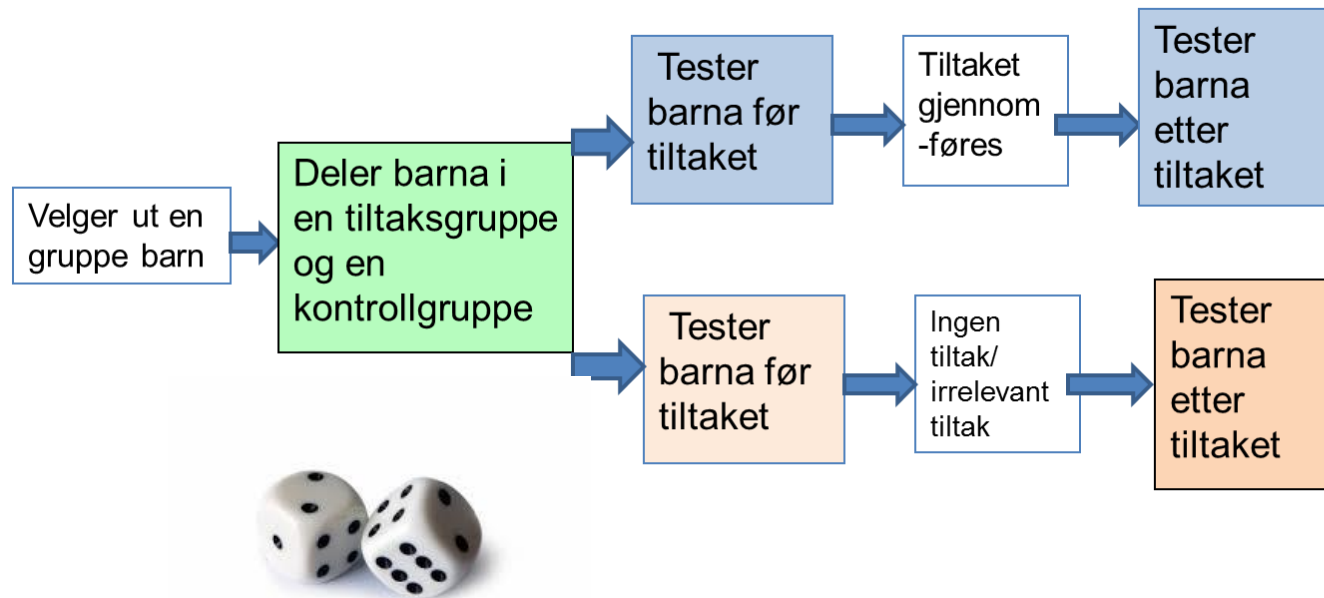 Velger ut en
gruppe barn
Deler barna i
en tiltaksgruppe
og en
kontrollgruppe
Tester
barna før
tiltaket
Tiltaket
gjennom
-føres
Tester
barna
etter
tiltaket
Tester
barna før
tiltaket
Ingen
tiltak/
irrelevant
tiltak
Tester
barna
etter
tiltaket